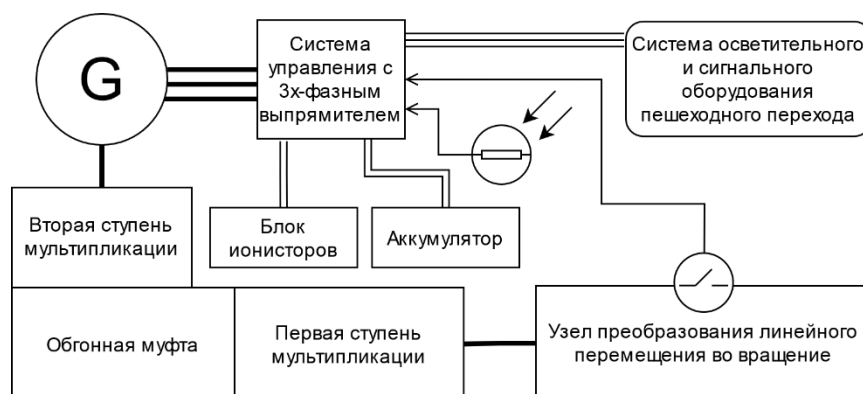 G
Система
управления с
3х-фазным
выпрямителем
Система осветительного
и сигнального
оборудования
пешеходного перехода
Вторая ступень
мультипликации
Блок
ионисторов
Аккумулятор
Обгонная муфта
Первая ступень
мультипликации
Узел преобразования линейного
перемещения во вращение